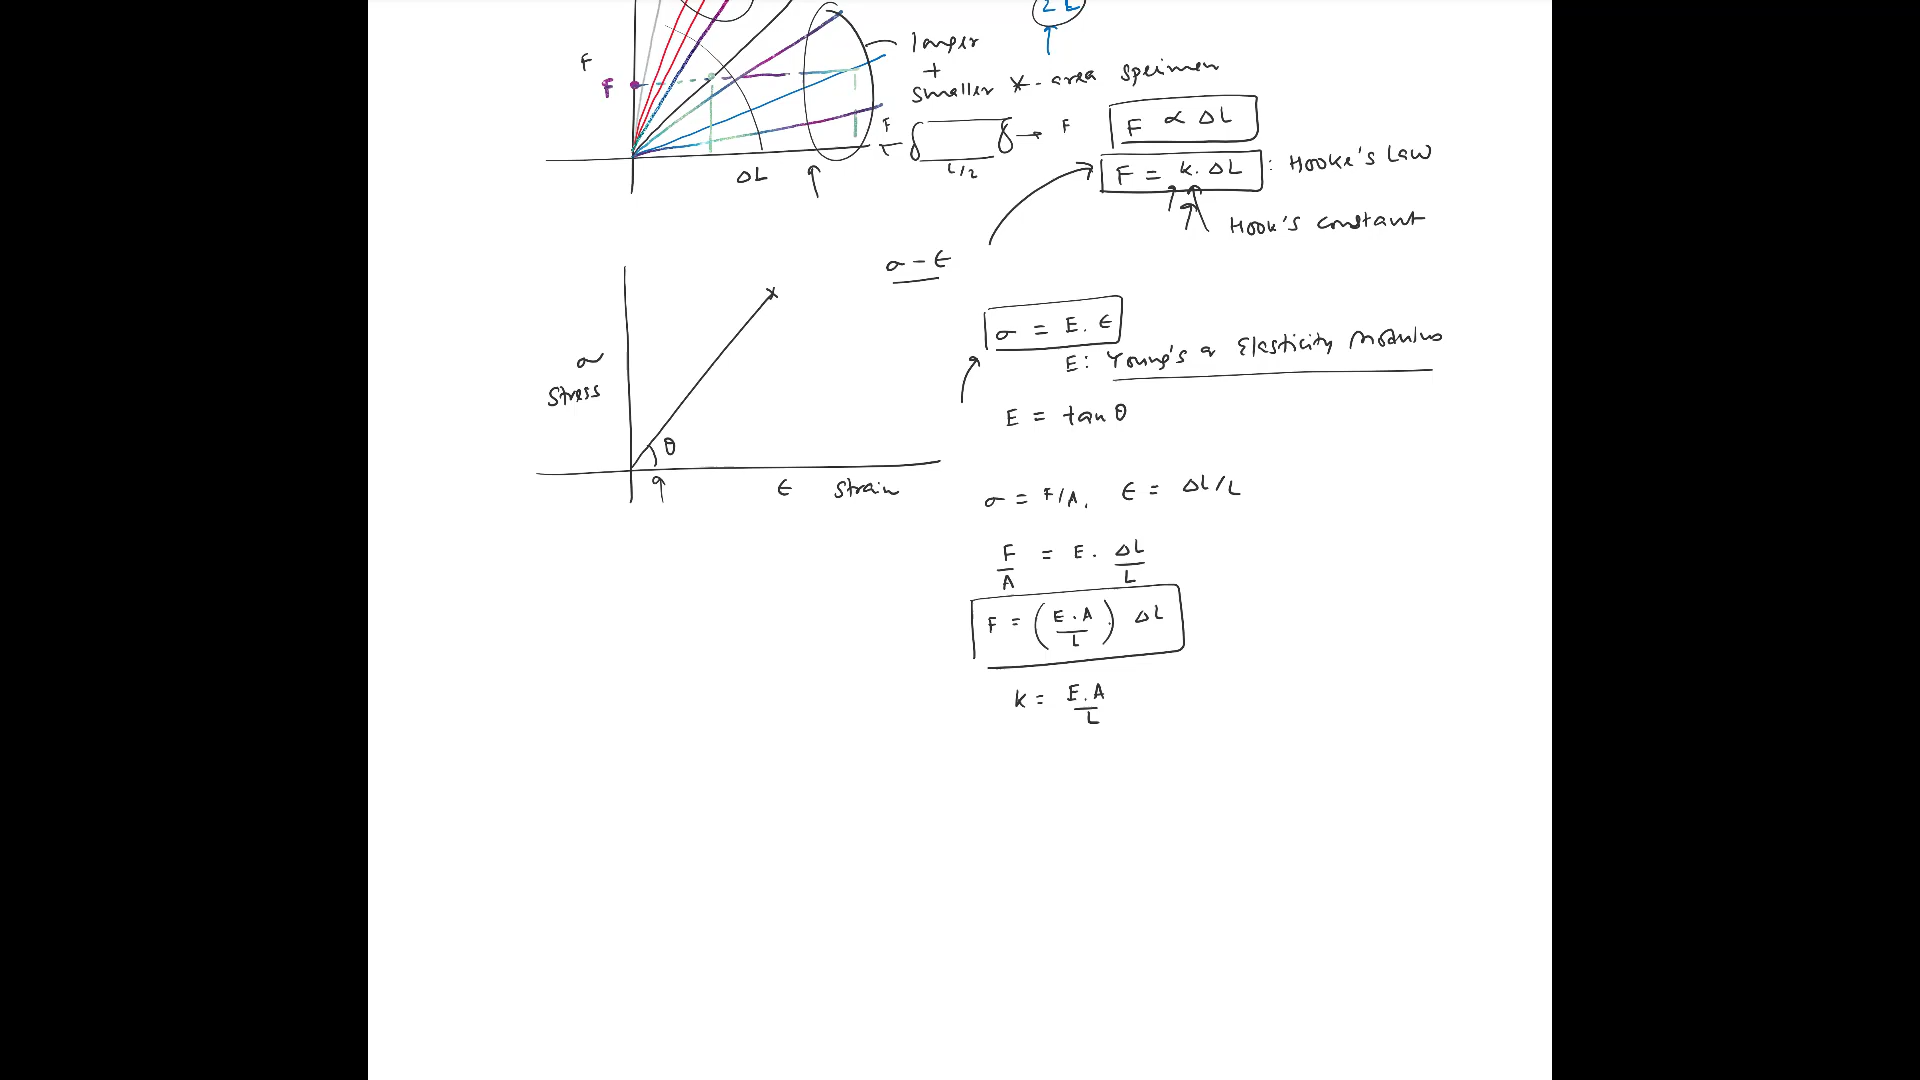 2L
F
longer
+
F
smaller X-area specimen
F ∝ ΔL
F
F
L/2
F = k. ΔL : Hooke's Law
ΔL
Hook's constant
σ - ε
σ = E. ε
E: Young's or Elasticity Modulus
σ
Stress
E = tan θ
θ
ε Strain
σ = F/A, ε = ΔL/L
F/A = E. ΔL/L
F = (E.A/L) ΔL
k = E.A/L